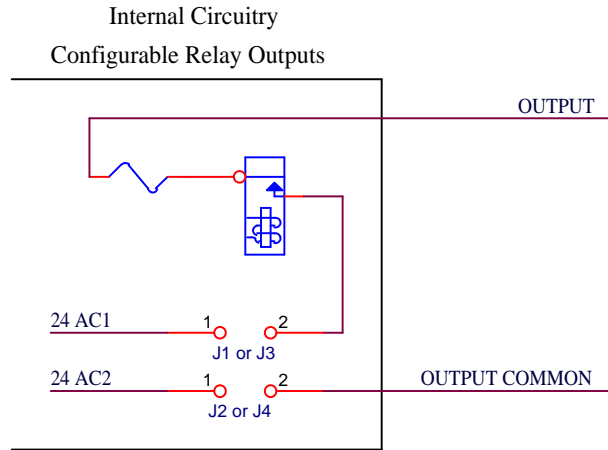 Internal Circuitry
Configurable Relay Outputs
OUTPUT
24 AC1
1
2
J1 or J3
24 AC2
1
2
OUTPUT COMMON
J2 or J4